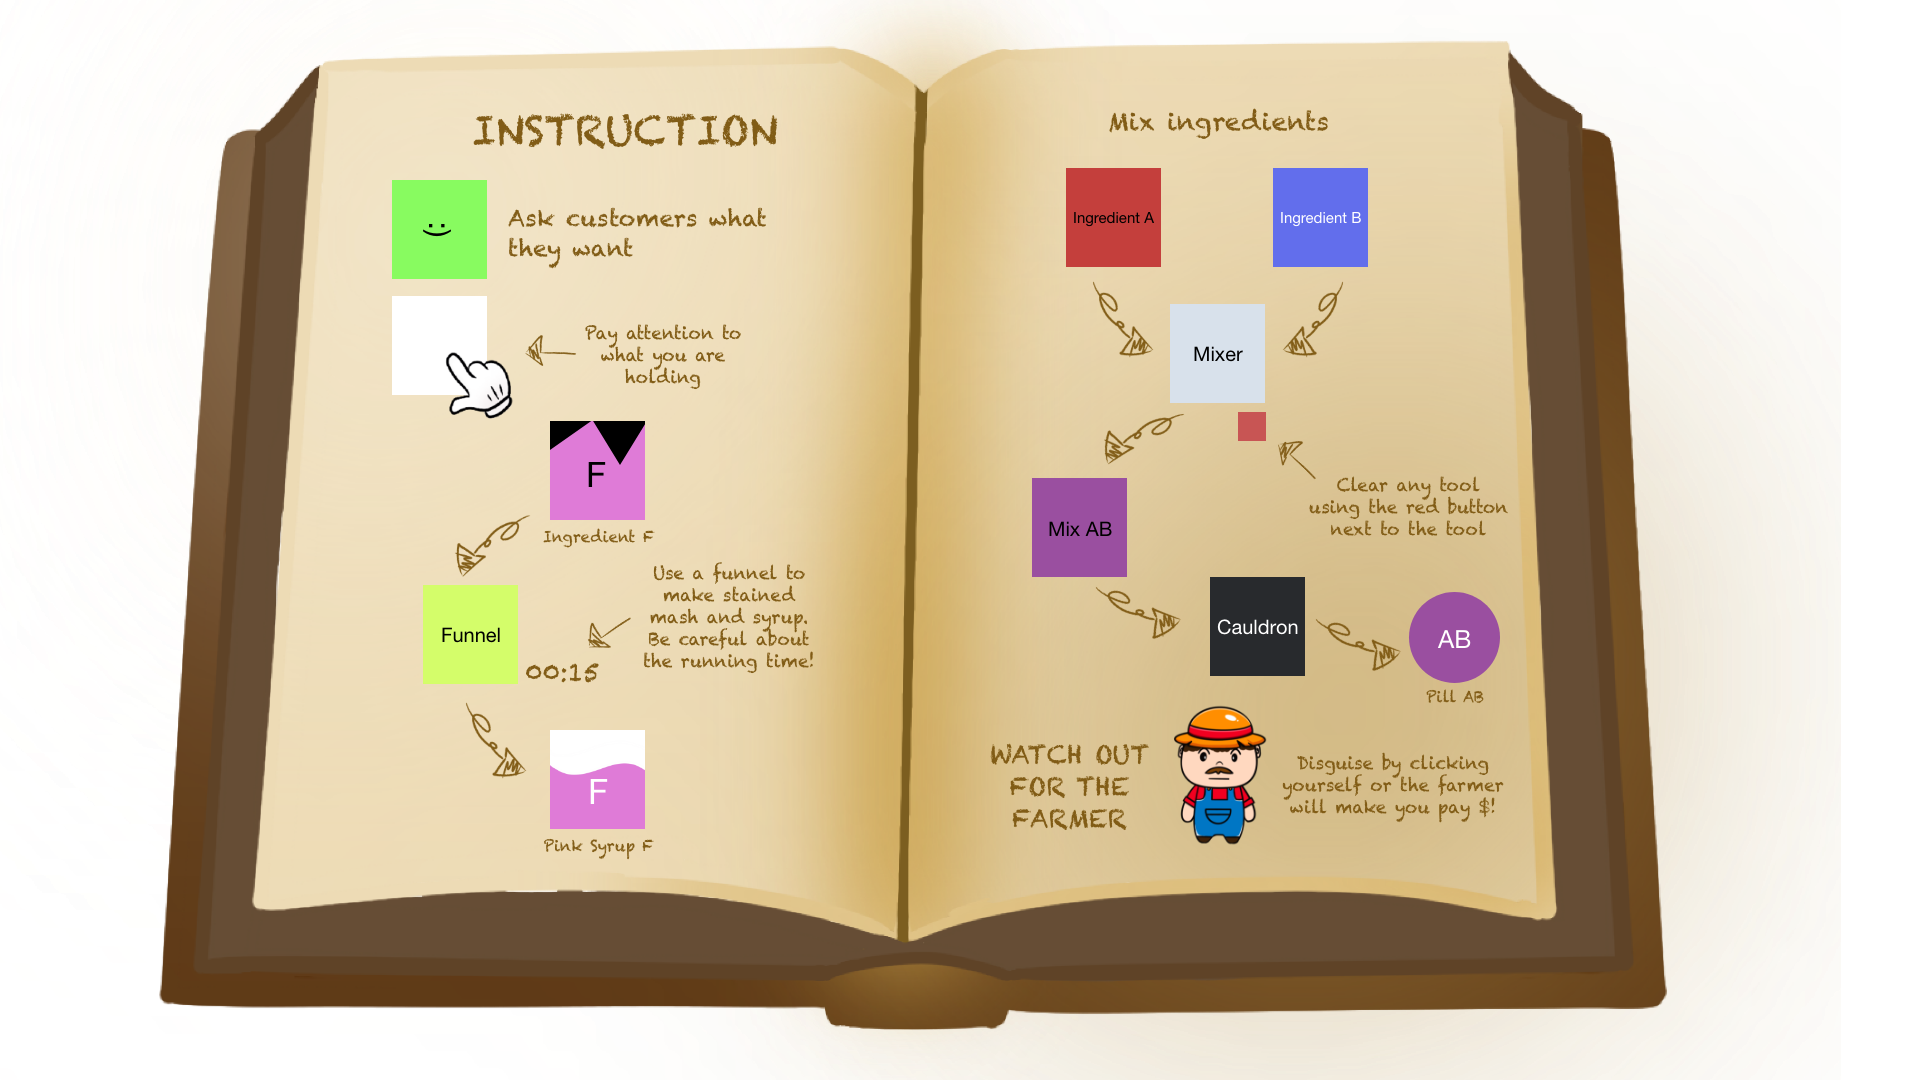 INSTRUCTION
:)
Ask customers what
they want
Pay attention to
what you are
holding
F
Ingredient F
Use a funnel to
make stained
mash and syrup.
Be careful about
the running time!
Funnel
00:15
F
Pink Syrup F
Mix ingredients
Ingredient A
Ingredient B
Mixer
Clear any tool
using the red button
next to the tool
Mix AB
Cauldron
AB
Pill AB
WATCH OUT
FOR THE
FARMER
Disguise by clicking
yourself or the farmer
will make you pay $!